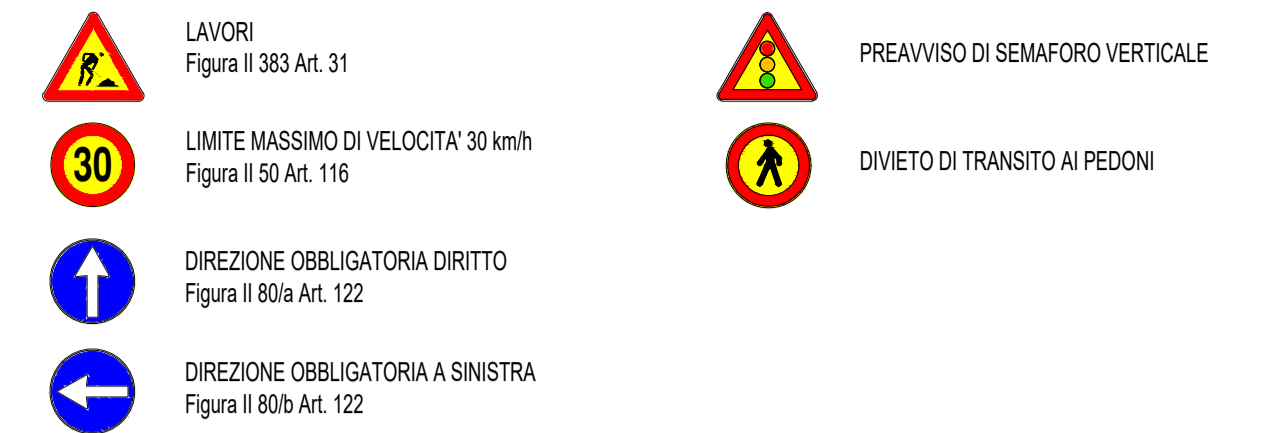 LAVORI
Figura II 383 Art. 31
30
LIMITE MASSIMO DI VELOCITA' 30 km/h
Figura II 50 Art. 116
DIREZIONE OBBLIGATORIA DIRITTO
Figura II 80/a Art. 122
DIREZIONE OBBLIGATORIA A SINISTRA
Figura II 80/b Art. 122
PREAVVISO DI SEMAFORO VERTICALE
DIVIETO DI TRANSITO AI PEDONI